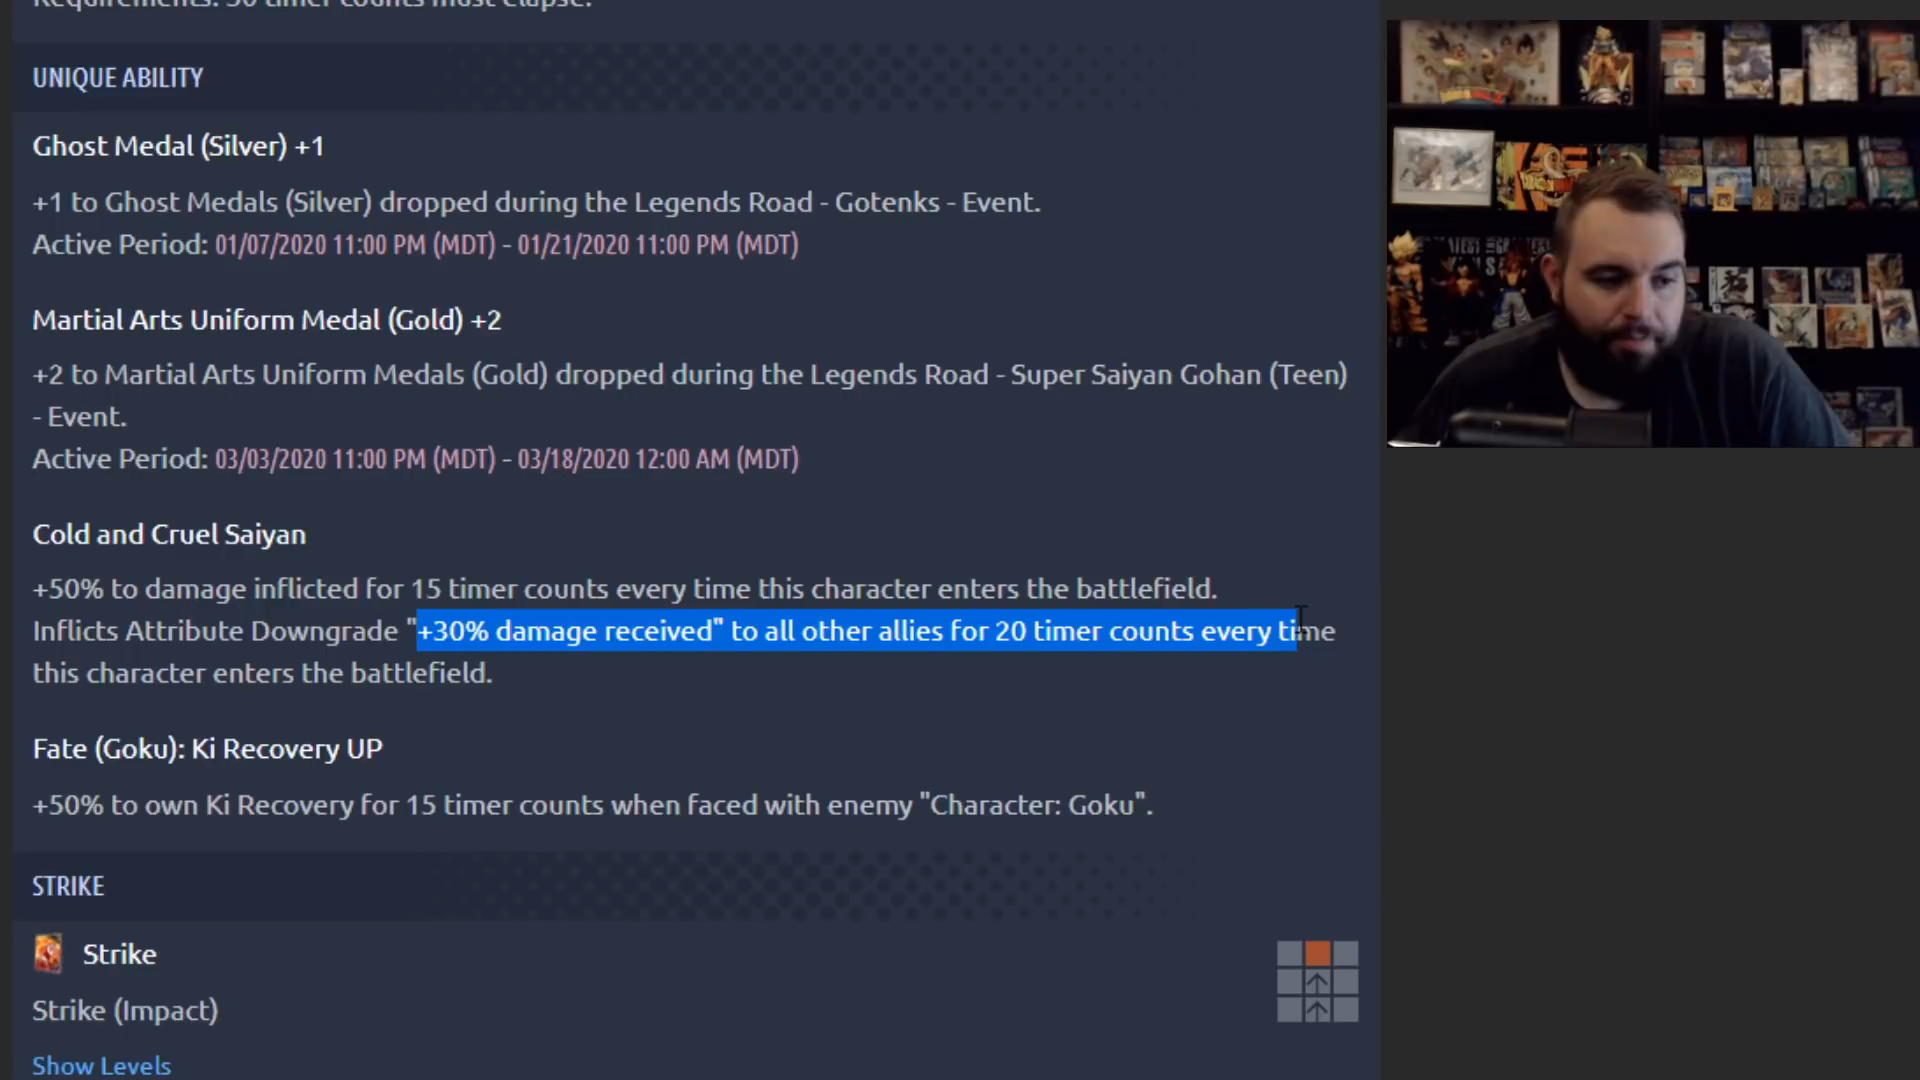 Requirements: 30 timer counts must elapse.
UNIQUE ABILITY
Ghost Medal (Silver) +1
+1 to Ghost Medals (Silver) dropped during the Legends Road - Gotenks - Event.
Active Period: 01/07/2020 11:00 PM (MDT) - 01/21/2020 11:00 PM (MDT)
Martial Arts Uniform Medal (Gold) +2
+2 to Martial Arts Uniform Medals (Gold) dropped during the Legends Road - Super Saiyan Gohan (Teen)
- Event.
Active Period: 03/03/2020 11:00 PM (MDT) - 03/18/2020 12:00 AM (MDT)
Cold and Cruel Saiyan
+50% to damage inflicted for 15 timer counts every time this character enters the battlefield.
Inflicts Attribute Downgrade "+30% damage received" to all other allies for 20 timer counts every time
this character enters the battlefield.
Fate (Goku): Ki Recovery UP
+50% to own Ki Recovery for 15 timer counts when faced with enemy "Character: Goku".
STRIKE
Strike
Strike (Impact)
Show Levels